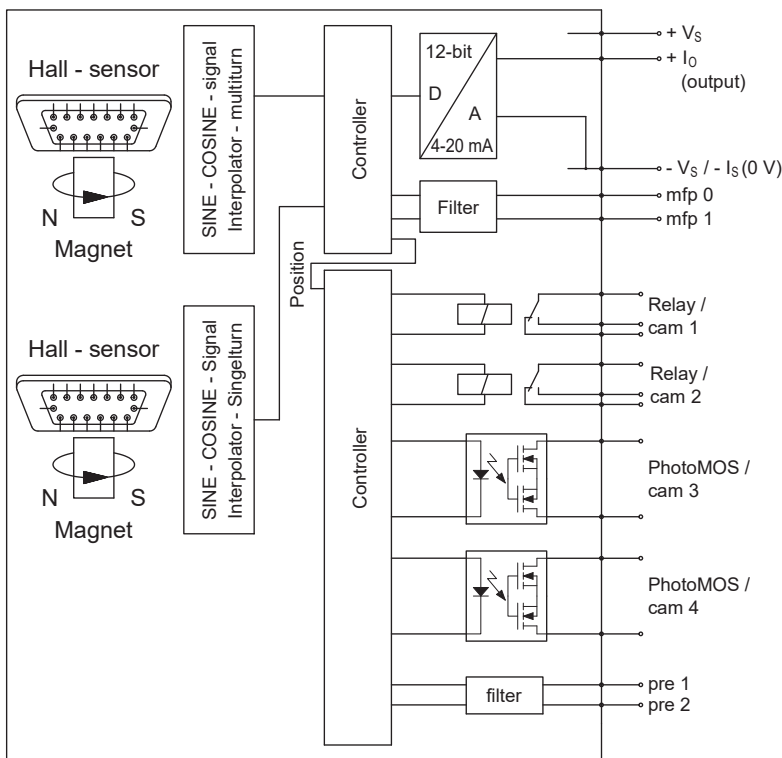 Hall - sensor
N S
Magnet
SINE - COSINE - signal
Interpolator - multiturn
Controller
12-bit
D
A
4-20 mA
+ VS
+ IO
(output)
- VS / - IS (0 V)
Filter
mfp 0
mfp 1
Position
Hall - sensor
N S
Magnet
SINE - COSINE - Signal
Interpolator - Singelturn
Controller
Relay /
cam 1
Relay /
cam 2
PhotoMOS /
cam 3
PhotoMOS /
cam 4
filter
pre 1
pre 2